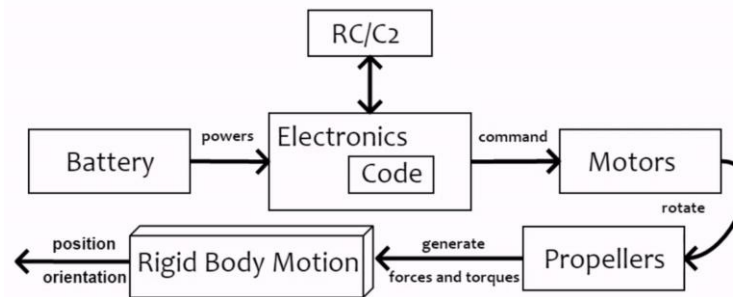 RC/C2
Battery
powers
Electronics
Code
command
Motors
rotate
Propellers
generate
forces and torques
Rigid Body Motion
position
orientation